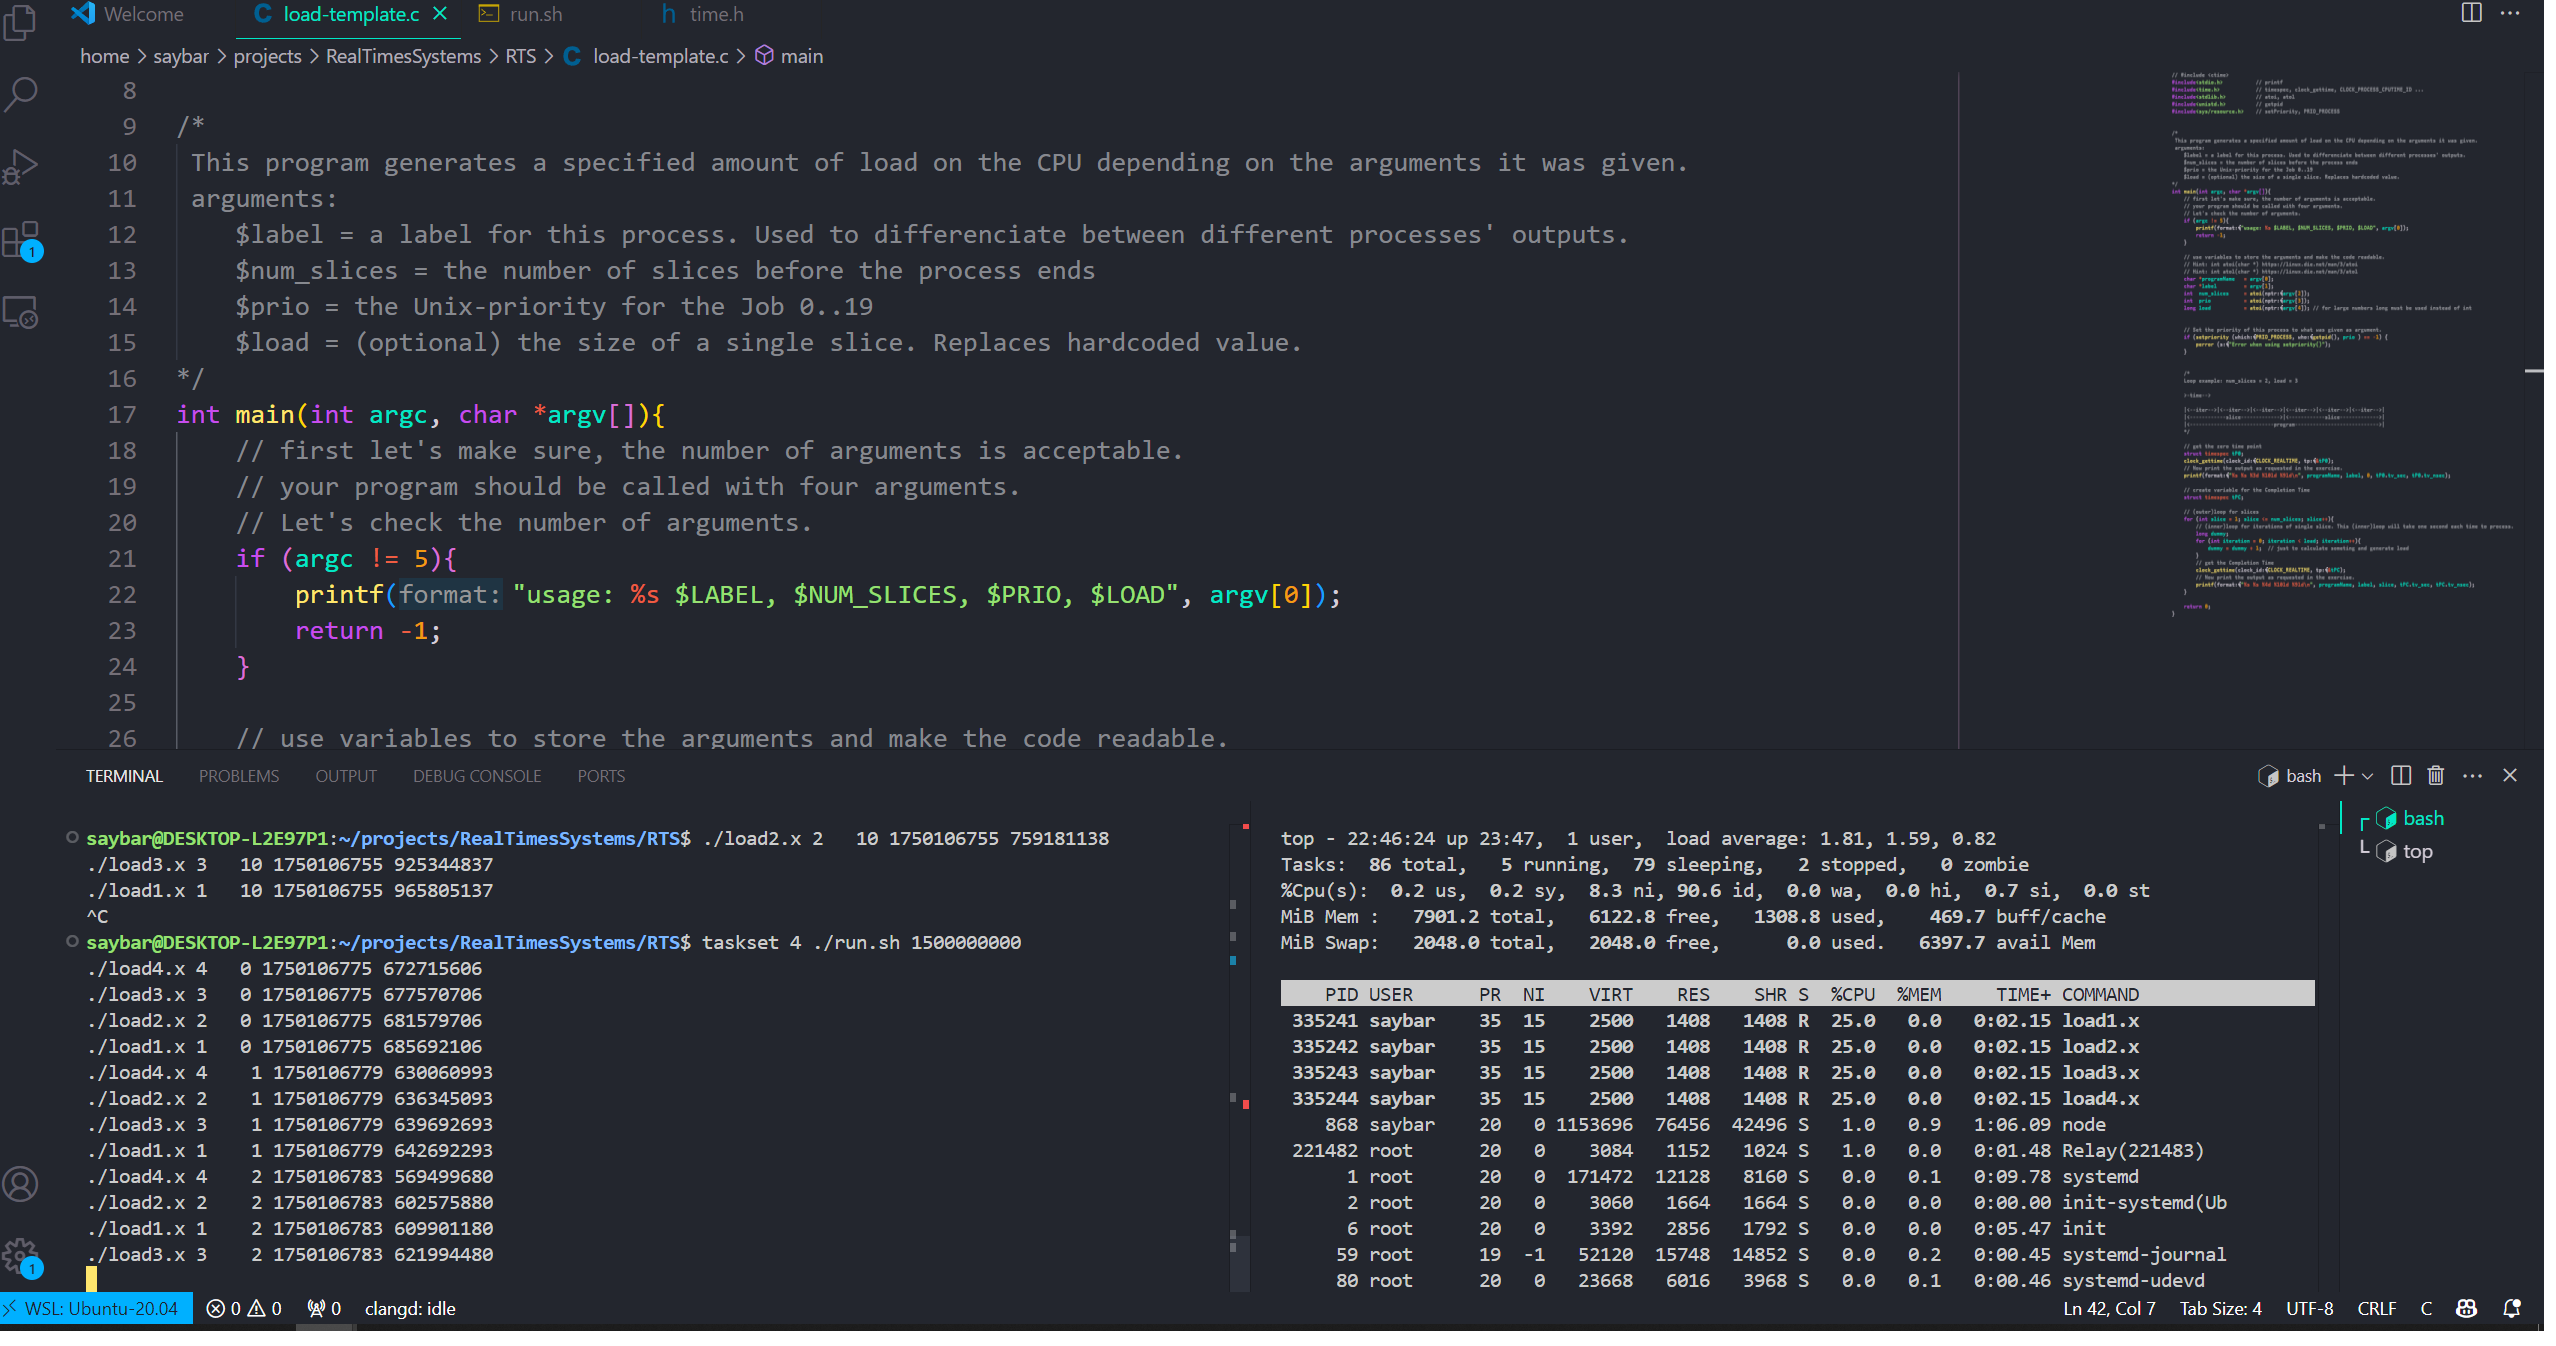 Welcome
load-template.c
run.sh
time.h
home > saybar > projects > RealTimesSystems > RTS > C load-template.c > main
8
9 /*
10 This program generates a specified amount of load on the CPU depending on the arguments it was given.
11 arguments:
12 $label = a label for this process. Used to differenciate between different processes' outputs.
13 $num_slices = the number of slices before the process ends
14 $prio = the Unix-priority for the Job 0..19
15 $load = (optional) the size of a single slice. Replaces hardcoded value.
16 */
17 int main(int argc, char *argv[]){
18 // first let's make sure, the number of arguments is acceptable.
19 // your program should be called with four arguments.
20 // Let's check the number of arguments.
21 if (argc != 5){
22 printf(format: "usage: %s $LABEL, $NUM_SLICES, $PRIO, $LOAD", argv[0]);
23 return -1;
24 }
25
26 // use variables to store the arguments and make the code readable.
TERMINAL PROBLEMS OUTPUT DEBUG CONSOLE PORTS
bash
saybar@DESKTOP-L2E97P1:~/projects/RealTimesSystems/RTS$ ./load2.x 2   10 1750106755 759181138
./load3.x 3   10 1750106755 925344837
./load1.x 1   10 1750106755 965805137
^C
saybar@DESKTOP-L2E97P1:~/projects/RealTimesSystems/RTS$ taskset 4 ./run.sh 1500000000
./load4.x 4   0 1750106775 672715606
./load3.x 3   0 1750106775 677570706
./load2.x 2   0 1750106775 681579706
./load1.x 1   0 1750106775 685692106
./load4.x 4    1 1750106779 630060993
./load2.x 2    1 1750106779 636345093
./load3.x 3    1 1750106779 639692693
./load1.x 1    1 1750106779 642692293
./load4.x 4    2 1750106783 569499680
./load2.x 2    2 1750106783 602575880
./load1.x 1    2 1750106783 609901180
./load3.x 3    2 1750106783 621994480
top - 22:46:24 up 23:47,  1 user,  load average: 1.81, 1.59, 0.82
Tasks:  86 total,   5 running,  79 sleeping,   2 stopped,   0 zombie
%Cpu(s):  0.2 us,  0.2 sy,  8.3 ni, 90.6 id,  0.0 wa,  0.0 hi,  0.7 si,  0.0 st
MiB Mem :   7901.2 total,   6122.8 free,   1308.8 used,    469.7 buff/cache
MiB Swap:   2048.0 total,   2048.0 free,      0.0 used.   6397.7 avail Mem
PID USER PR NI VIRT RES SHR S %CPU %MEM TIME+ COMMAND
335241 saybar 35 15 2500 1408 1408 R 25.0 0.0 0:02.15 load1.x
335242 saybar 35 15 2500 1408 1408 R 25.0 0.0 0:02.15 load2.x
335243 saybar 35 15 2500 1408 1408 R 25.0 0.0 0:02.15 load3.x
335244 saybar 35 15 2500 1408 1408 R 25.0 0.0 0:02.15 load4.x
868 saybar 20 0 1153696 76456 42496 S 1.0 0.9 1:06.09 node
221482 root 20 0 3084 1152 1024 S 1.0 0.0 0:01.48 Relay(221483)
1 root 20 0 171472 12128 8160 S 0.0 0.1 0:09.78 systemd
2 root 20 0 3060 1664 1664 S 0.0 0.0 0:00.00 init-systemd(Ub
6 root 20 0 3392 2856 1792 S 0.0 0.0 0:05.47 init
59 root 19 -1 52120 15748 14852 S 0.0 0.2 0:00.45 systemd-journal
80 root 20 0 23668 6016 3968 S 0.0 0.1 0:00.46 systemd-udevd
bash
top
1
1
WSL: Ubuntu-20.04 0 0 0 clangd: idle
Ln 42, Col 7 Tab Size: 4 UTF-8 CRLF C